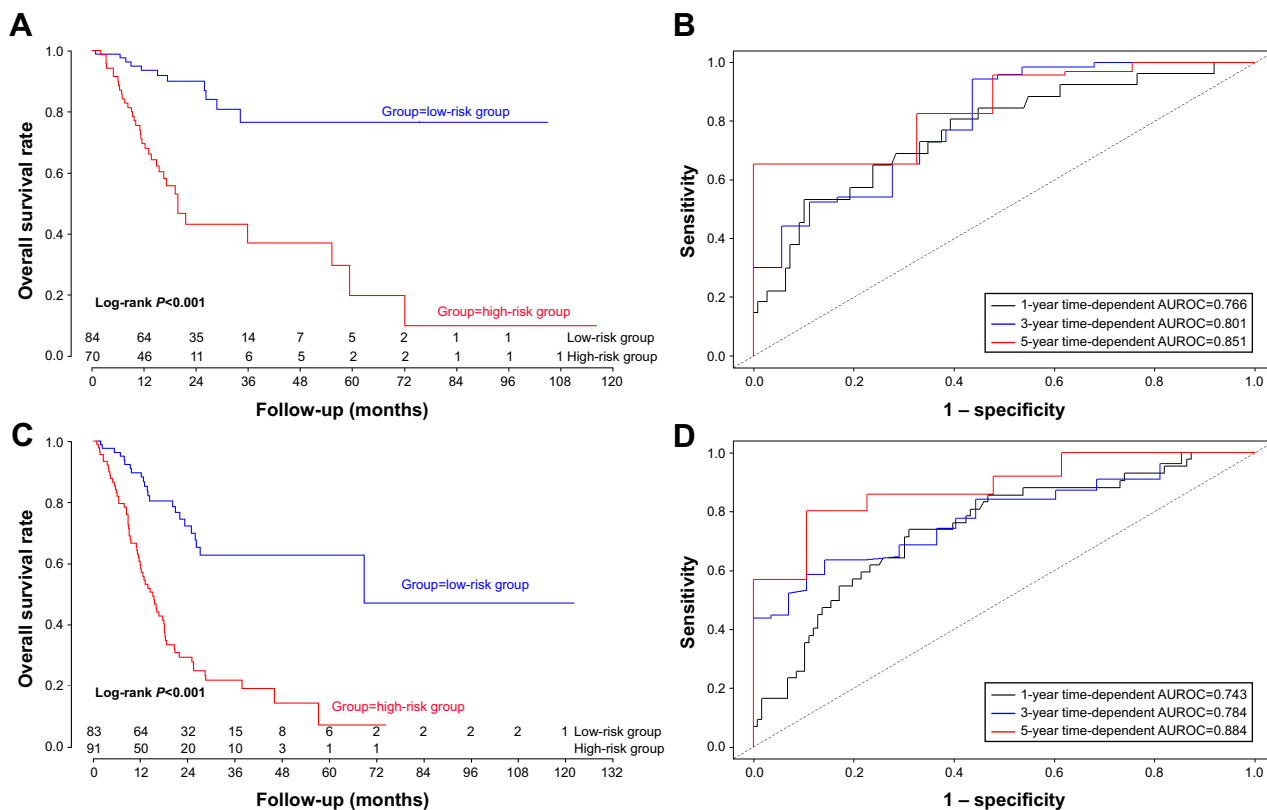 A
1.0
0.8
0.6
0.4
0.2
0.0
Overall survival rate
Group=low-risk group
Group=high-risk group
Log-rank P<0.001
84 64 35 14 7 5 2 1 1 Low-risk group
70 46 11 6 5 2 2 1 1 1 High-risk group
0 12 24 36 48 60 72 84 96 108 120
Follow-up (months)
B
1.0
0.8
0.6
0.4
0.2
0.0
Sensitivity
1-year time-dependent AUROC=0.766
3-year time-dependent AUROC=0.801
5-year time-dependent AUROC=0.851
0.0 0.2 0.4 0.6 0.8 1.0
1 – specificity
C
1.0
0.8
0.6
0.4
0.2
0.0
Overall survival rate
Group=low-risk group
Log-rank P<0.001
Group=high-risk group
83 64 32 15 8 6 2 2 2 2 1 Low-risk group
91 50 20 10 3 1 1 High-risk group
0 12 24 36 48 60 72 84 96 108 120 132
Follow-up (months)
D
1.0
0.8
0.6
0.4
0.2
0.0
Sensitivity
1-year time-dependent AUROC=0.743
3-year time-dependent AUROC=0.784
5-year time-dependent AUROC=0.884
0.0 0.2 0.4 0.6 0.8 1.0
1 – specificity